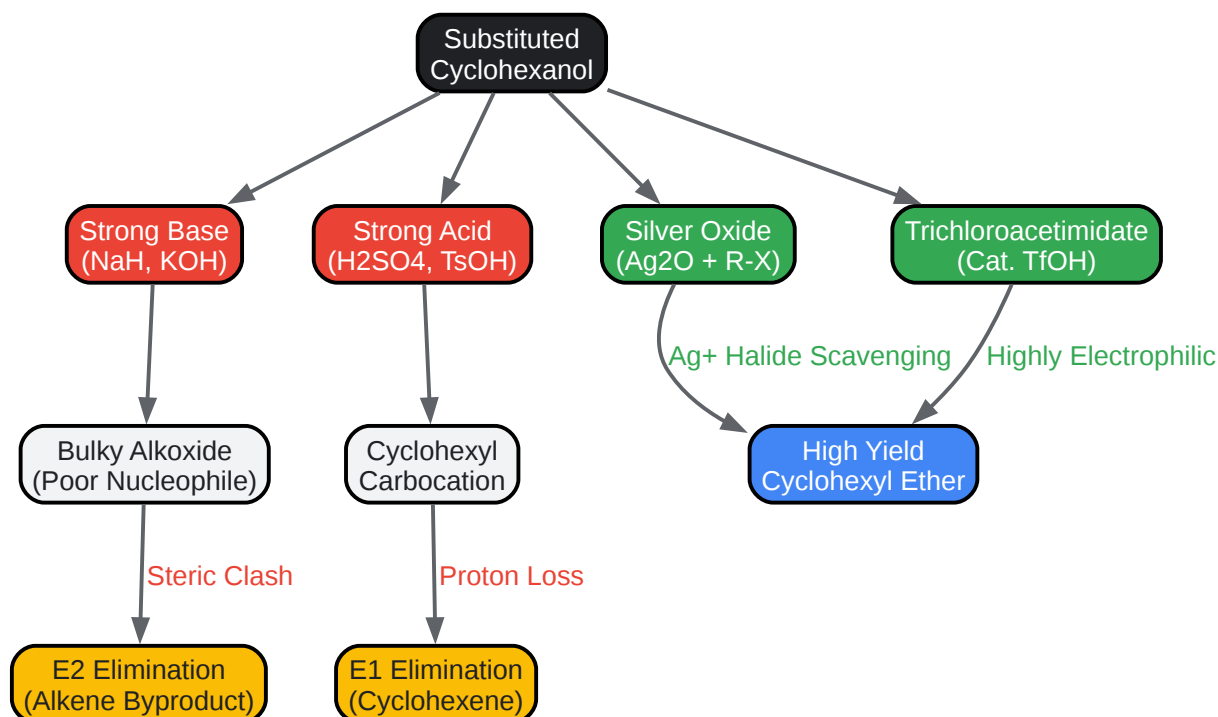 Substituted
Cyclohexanol
Strong Base
(NaH, KOH)
Strong Acid
(H2SO4, TsOH)
Silver Oxide
(Ag2O + R-X)
Trichloroacetimidate
(Cat. TfOH)
Ag+ Halide Scavenging
Highly Electrophilic
Bulky Alkoxide
(Poor Nucleophile)
Cyclohexyl
Carbocation
High Yield
Cyclohexyl Ether
Steric Clash
Proton Loss
E2 Elimination
(Alkene Byproduct)
E1 Elimination
(Cyclohexene)